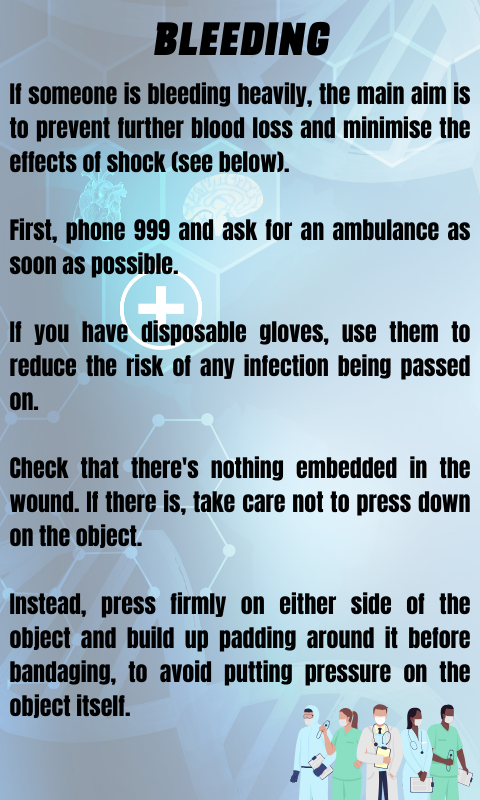 BLEEDING
If someone is bleeding heavily, the main aim is
to prevent further blood loss and minimise the
effects of shock (see below).
First, phone 999 and ask for an ambulance as
soon as possible.
If you have disposable gloves, use them to
reduce the risk of any infection being passed
on.
Check that there's nothing embedded in the
wound. If there is, take care not to press down
on the object.
Instead, press firmly on either side of the
object and build up padding around it before
bandaging, to avoid putting pressure on the
object itself.